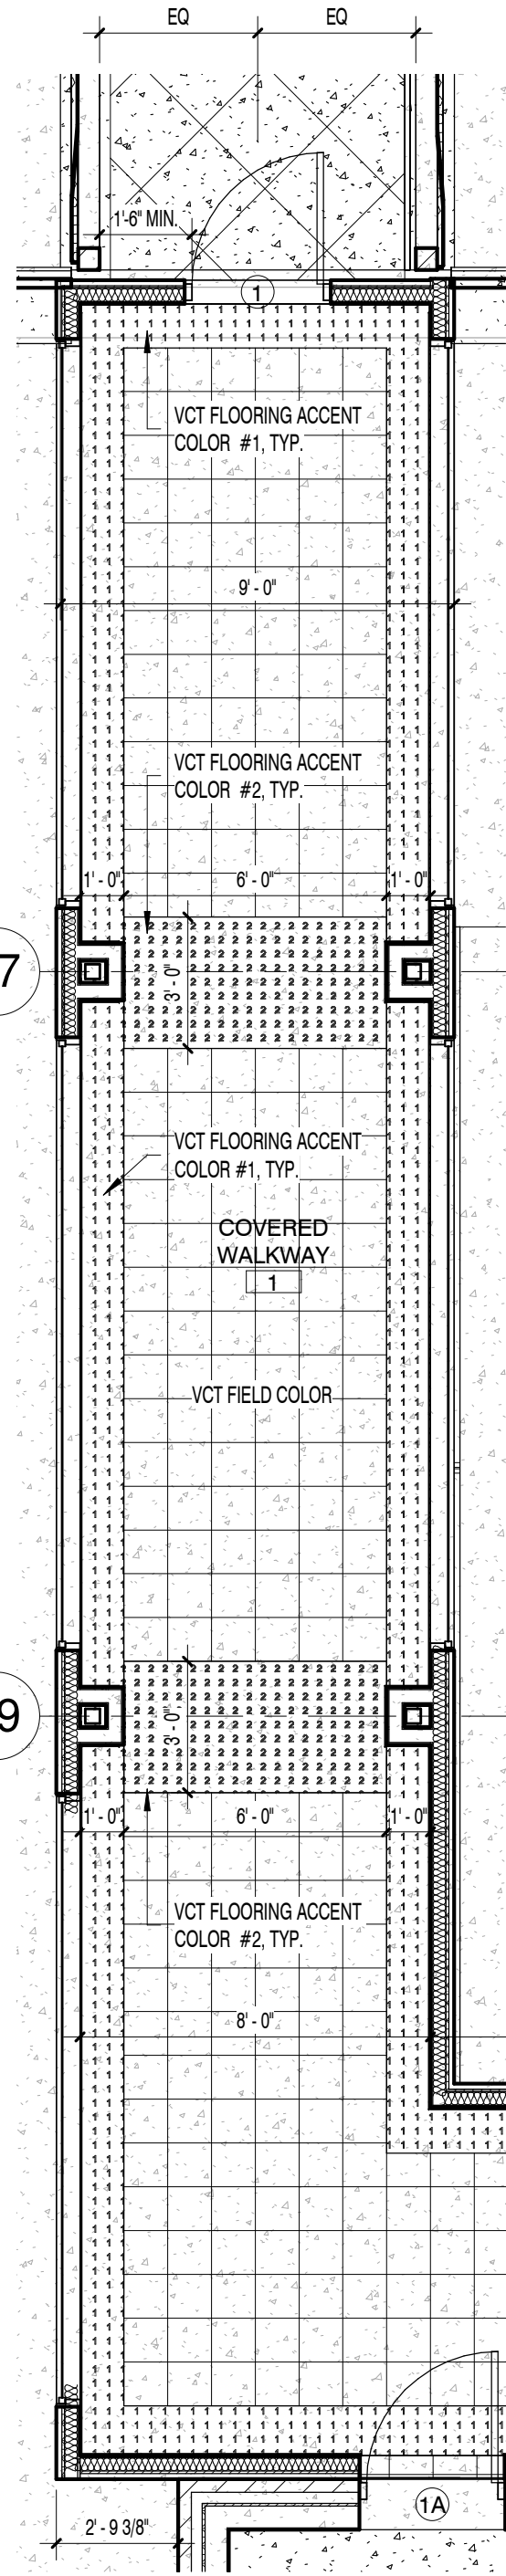 EQ EQ
1'-6" MIN.
1
VCT FLOORING ACCENT
COLOR #1, TYP.
9' - 0"
VCT FLOORING ACCENT
COLOR #2, TYP.
1' - 0" 6' - 0" 1' - 0"
7
3' - 0"
VCT FLOORING ACCENT
COLOR #1, TYP.
COVERED
WALKWAY
1
VCT FIELD COLOR
9
3' - 0"
1' - 0" 6' - 0" 1' - 0"
VCT FLOORING ACCENT
COLOR #2, TYP.
8' - 0"
1A
2' - 9 3/8"